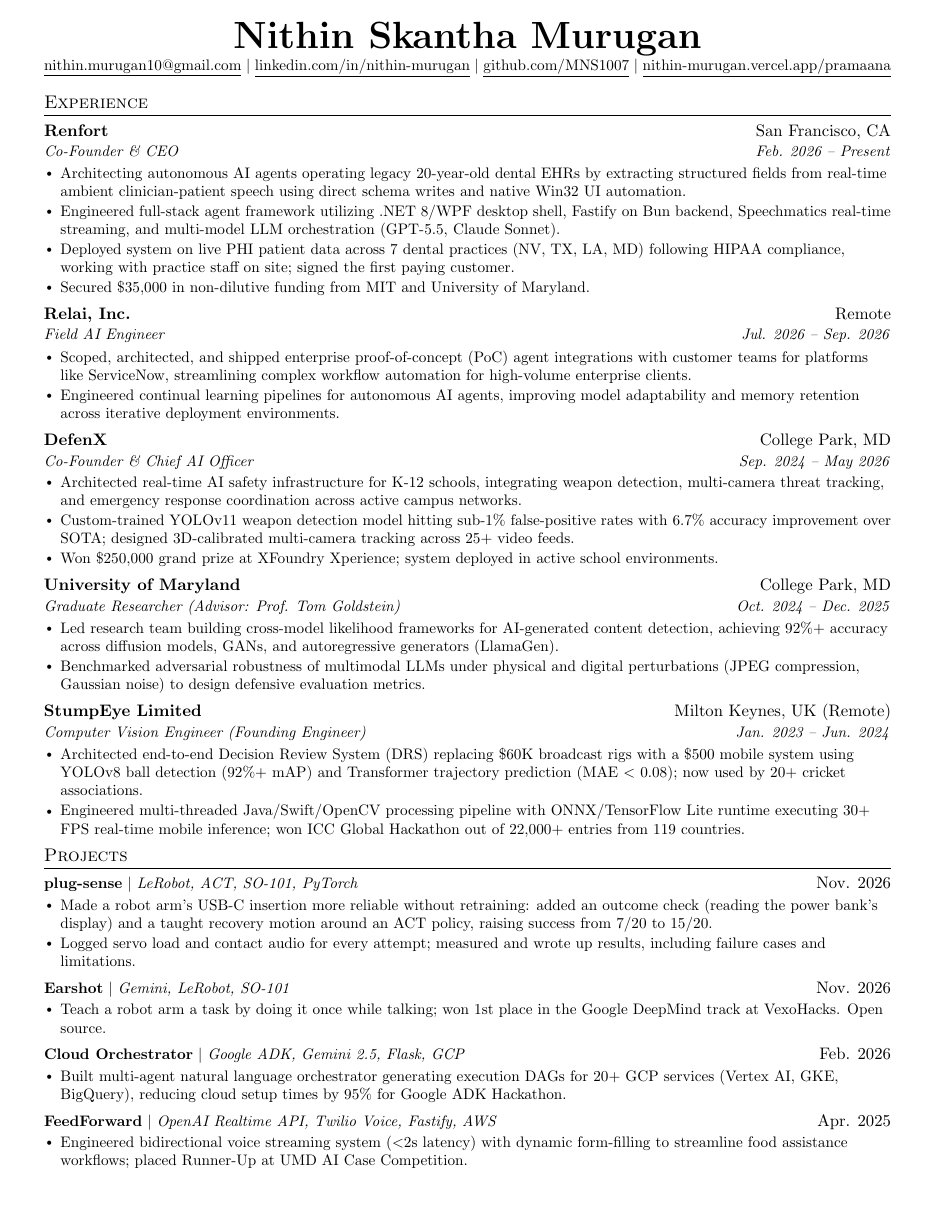 Nithin Skantha Murugan
nithin.murugan10@gmail.com | linkedin.com/in/nithin-murugan | github.com/MNS1007 | nithin-murugan.vercel.app/pramaana
Experience
Renfort San Francisco, CA
Co-Founder & CEO Feb. 2026 – Present
• Architecting autonomous AI agents operating legacy 20-year-old dental EHRs by extracting structured fields from real-time
ambient clinician-patient speech using direct schema writes and native Win32 UI automation.
• Engineered full-stack agent framework utilizing .NET 8/WPF desktop shell, Fastify on Bun backend, Speechmatics real-time
streaming, and multi-model LLM orchestration (GPT-5.5, Claude Sonnet).
• Deployed system on live PHI patient data across 7 dental practices (NV, TX, LA, MD) following HIPAA compliance,
working with practice staff on site; signed the first paying customer.
• Secured $35,000 in non-dilutive funding from MIT and University of Maryland.
Relai, Inc. Remote
Field AI Engineer Jul. 2026 – Sep. 2026
• Scoped, architected, and shipped enterprise proof-of-concept (PoC) agent integrations with customer teams for platforms
like ServiceNow, streamlining complex workflow automation for high-volume enterprise clients.
• Engineered continual learning pipelines for autonomous AI agents, improving model adaptability and memory retention
across iterative deployment environments.
DefenX College Park, MD
Co-Founder & Chief AI Officer Sep. 2024 – May 2026
• Architected real-time AI safety infrastructure for K-12 schools, integrating weapon detection, multi-camera threat tracking,
and emergency response coordination across active campus networks.
• Custom-trained YOLOv11 weapon detection model hitting sub-1% false-positive rates with 6.7% accuracy improvement over
SOTA; designed 3D-calibrated multi-camera tracking across 25+ video feeds.
• Won $250,000 grand prize at XFoundry Xperience; system deployed in active school environments.
University of Maryland College Park, MD
Graduate Researcher (Advisor: Prof. Tom Goldstein) Oct. 2024 – Dec. 2025
• Led research team building cross-model likelihood frameworks for AI-generated content detection, achieving 92%+ accuracy
across diffusion models, GANs, and autoregressive generators (LlamaGen).
• Benchmarked adversarial robustness of multimodal LLMs under physical and digital perturbations (JPEG compression,
Gaussian noise) to design defensive evaluation metrics.
StumpEye Limited Milton Keynes, UK (Remote)
Computer Vision Engineer (Founding Engineer) Jan. 2023 – Jun. 2024
• Architected end-to-end Decision Review System (DRS) replacing $60K broadcast rigs with a $500 mobile system using
YOLOv8 ball detection (92%+ mAP) and Transformer trajectory prediction (MAE < 0.08); now used by 20+ cricket
associations.
• Engineered multi-threaded Java/Swift/OpenCV processing pipeline with ONNX/TensorFlow Lite runtime executing 30+
FPS real-time mobile inference; won ICC Global Hackathon out of 22,000+ entries from 119 countries.
Projects
plug-sense | LeRobot, ACT, SO-101, PyTorch Nov. 2026
• Made a robot arm's USB-C insertion more reliable without retraining: added an outcome check (reading the power bank's
display) and a taught recovery motion around an ACT policy, raising success from 7/20 to 15/20.
• Logged servo load and contact audio for every attempt; measured and wrote up results, including failure cases and
limitations.
Earshot | Gemini, LeRobot, SO-101 Nov. 2026
• Teach a robot arm a task by doing it once while talking; won 1st place in the Google DeepMind track at VexoHacks. Open
source.
Cloud Orchestrator | Google ADK, Gemini 2.5, Flask, GCP Feb. 2026
• Built multi-agent natural language orchestrator generating execution DAGs for 20+ GCP services (Vertex AI, GKE,
BigQuery), reducing cloud setup times by 95% for Google ADK Hackathon.
FeedForward | OpenAI Realtime API, Twilio Voice, Fastify, AWS Apr. 2025
• Engineered bidirectional voice streaming system (<2s latency) with dynamic form-filling to streamline food assistance
workflows; placed Runner-Up at UMD AI Case Competition.